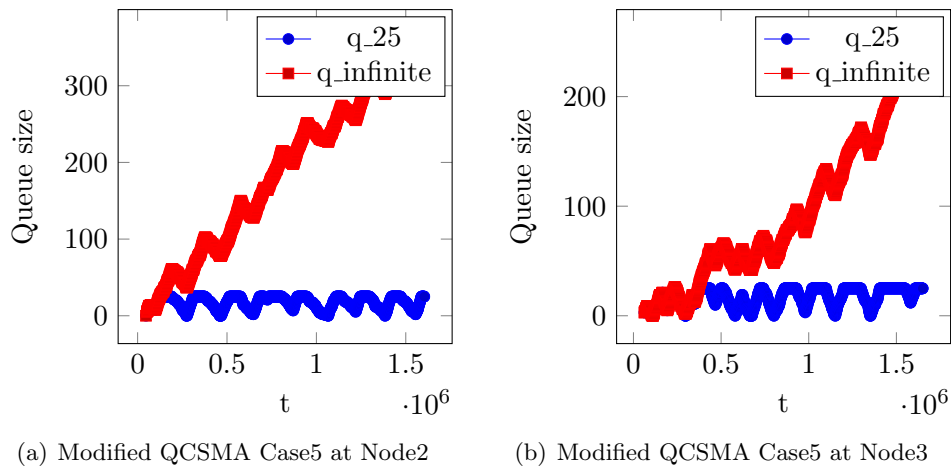 q_25
q_infinite
300
200
100
0
Queue size
0
0.5
1
1.5
t
·10^6
(a) Modified QCSMA Case5 at Node2
q_25
q_infinite
200
100
0
Queue size
0
0.5
1
1.5
t
·10^6
(b) Modified QCSMA Case5 at Node3